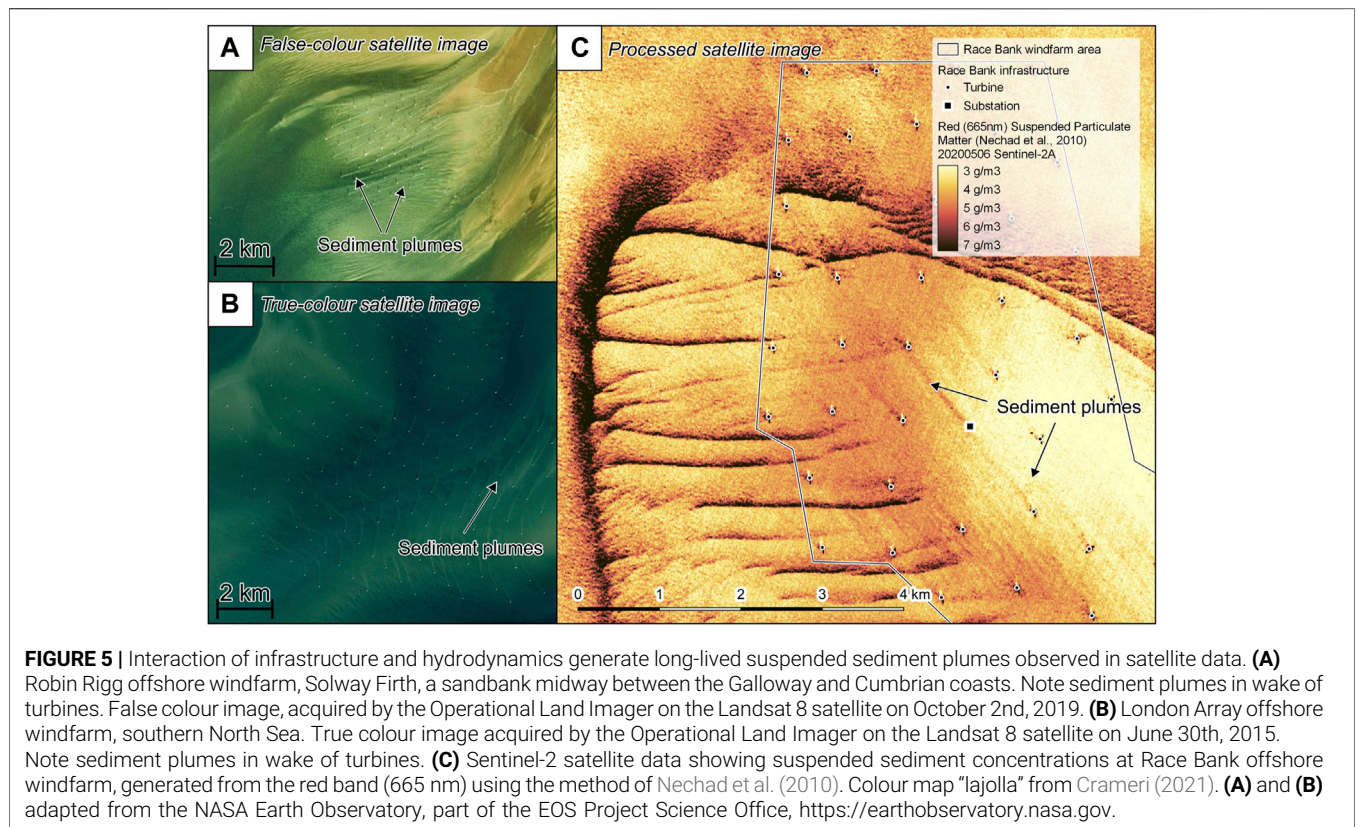 A
False-colour satellite image
Sediment plumes
2 km
B
True-colour satellite image
Sediment plumes
2 km
C
Processed satellite image
Race Bank windfarm area
Race Bank infrastructure
Turbine
Substation
Red (665nm) Suspended Particulate
Matter (Nechad et al., 2010)
20200506 Sentinel-2A
3 g/m3
4 g/m3
5 g/m3
6 g/m3
7 g/m3
Sediment plumes
0 1 2 3 4 km
FIGURE 5 | Interaction of infrastructure and hydrodynamics generate long-lived suspended sediment plumes observed in satellite data. (A)
Robin Rigg offshore windfarm, Solway Firth, a sandbank midway between the Galloway and Cumbrian coasts. Note sediment plumes in wake of
turbines. False colour image, acquired by the Operational Land Imager on the Landsat 8 satellite on October 2nd, 2019. (B) London Array offshore
windfarm, southern North Sea. True colour image acquired by the Operational Land Imager on the Landsat 8 satellite on June 30th, 2015.
Note sediment plumes in wake of turbines. (C) Sentinel-2 satellite data showing suspended sediment concentrations at Race Bank offshore
windfarm, generated from the red band (665 nm) using the method of Nechad et al. (2010). Colour map “lajolla” from Crameri (2021). (A) and (B)
adapted from the NASA Earth Observatory, part of the EOS Project Science Office, https://earthobservatory.nasa.gov.